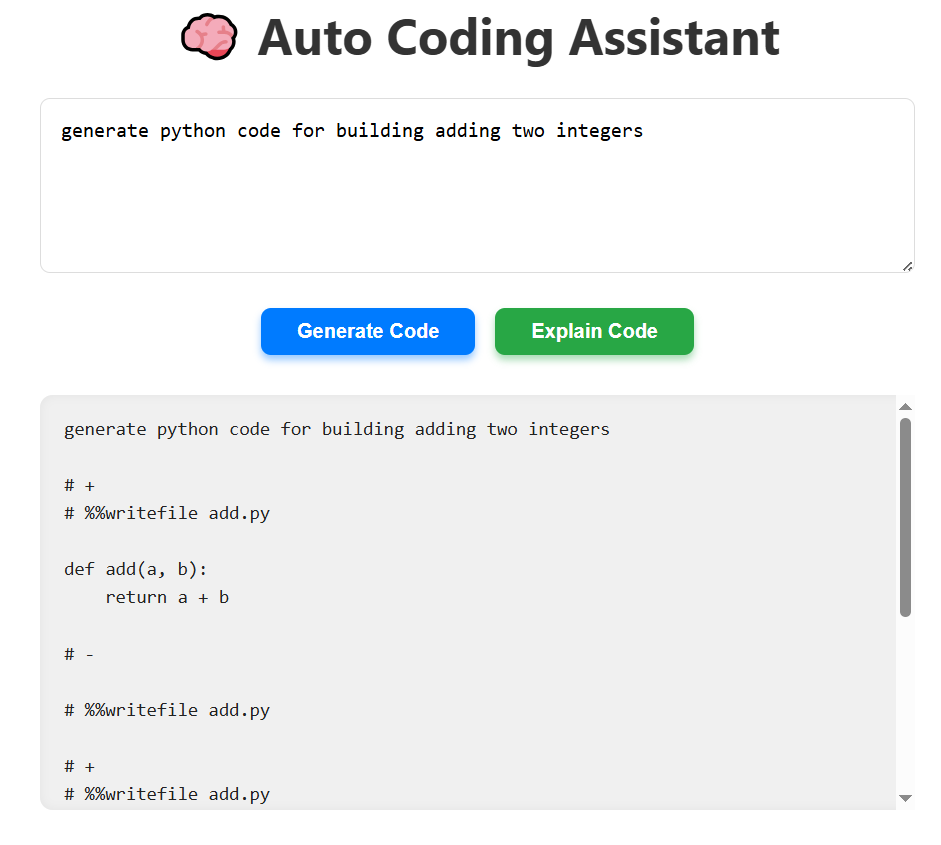 Auto Coding Assistant
generate python code for building adding two integers
Generate Code
Explain Code
generate python code for building adding two integers
# +
# %%writefile add.py
def add(a, b):
    return a + b
# -
# %%writefile add.py
# +
# %%writefile add.py